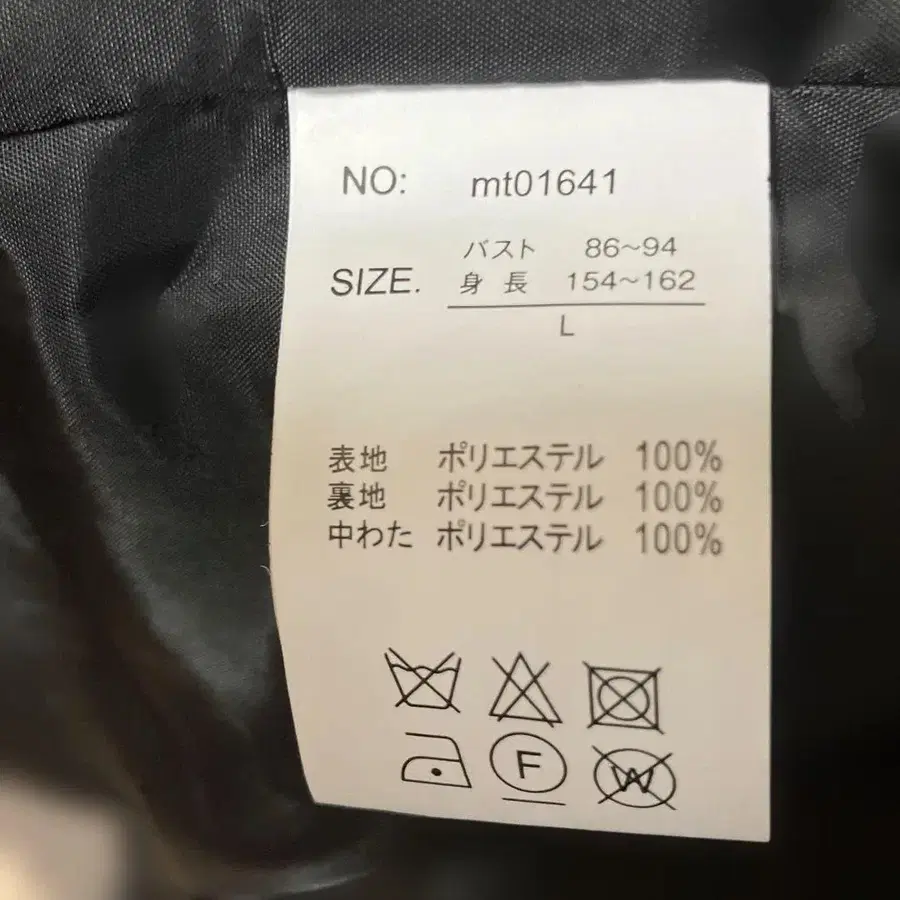 NO: mt01641
バスト 86~94
SIZE. 身長 154~162
L
表地 ポリエステル 100%
裏地 ポリエステル 100%
中わた ポリエステル 100%
F W